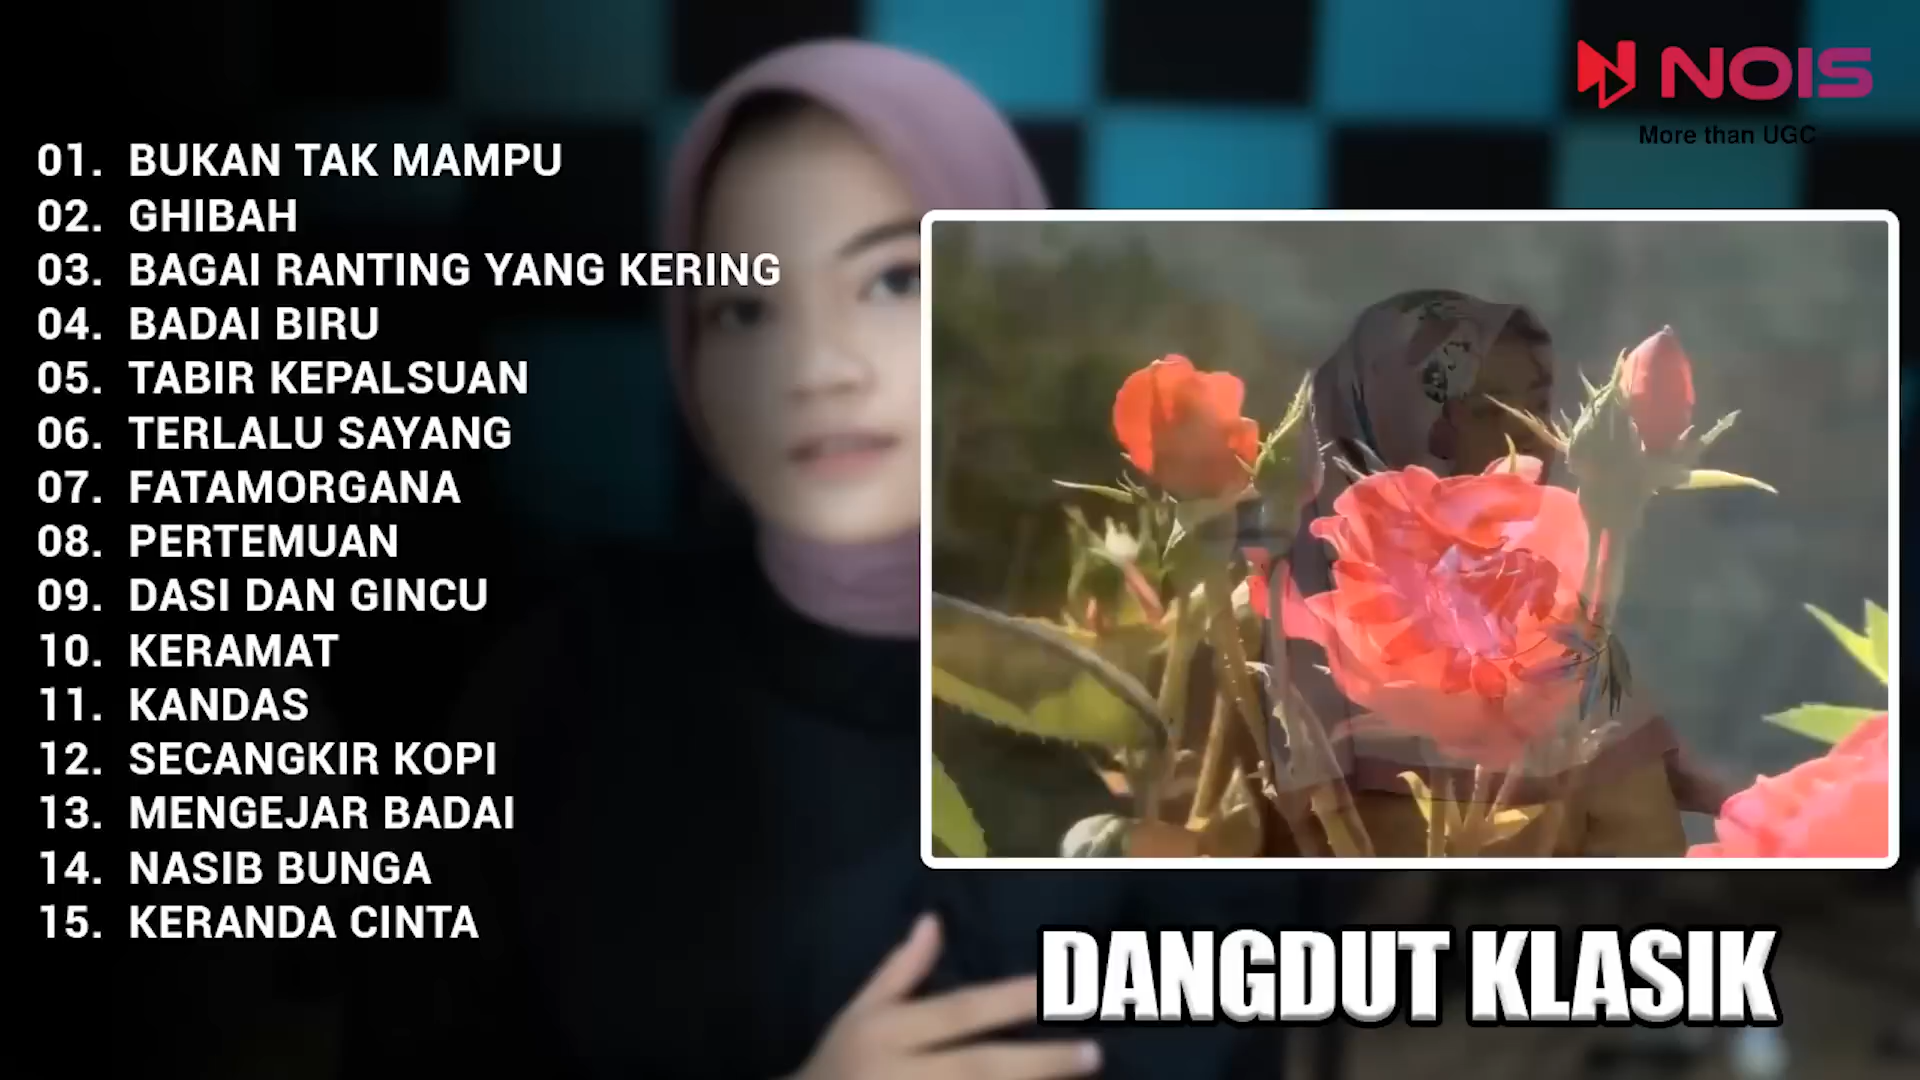 NOIS
More than UGC
01. BUKAN TAK MAMPU
02. GHIBAH
03. BAGAI RANTING YANG KERING
04. BADAI BIRU
05. TABIR KEPALSUAN
06. TERLALU SAYANG
07. FATAMORGANA
08. PERTEMUAN
09. DASI DAN GINCU
10. KERAMAT
11. KANDAS
12. SECANGKIR KOPI
13. MENGEJAR BADAI
14. NASIB BUNGA
15. KERANDA CINTA
DANGDUT KLASIK